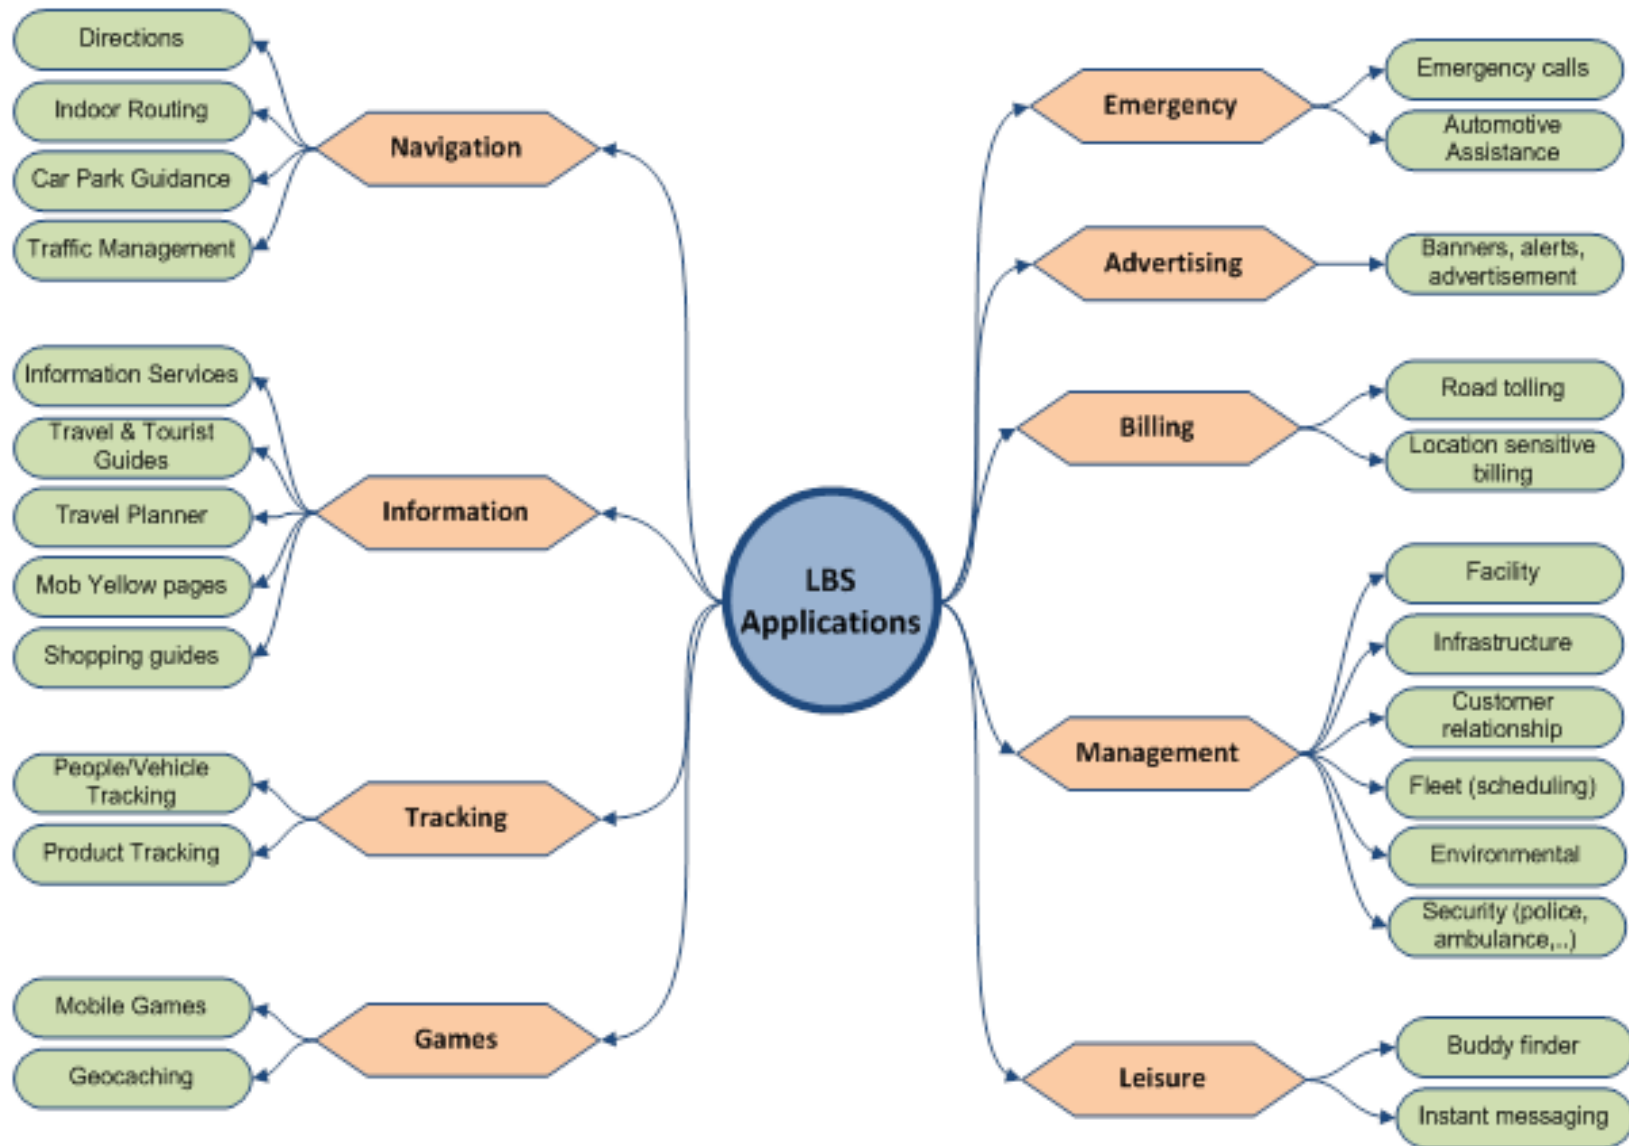 Directions
Indoor Routing
Car Park Guidance
Traffic Management
Navigation
Information Services
Travel & Tourist
Guides
Travel Planner
Mob Yellow pages
Shopping guides
Information
People/Vehicle
Tracking
Product Tracking
Tracking
Mobile Games
Geocaching
Games
LBS
Applications
Emergency
Emergency calls
Automotive
Assistance
Advertising
Banners, alerts,
advertisement
Billing
Road tolling
Location sensitive
billing
Management
Facility
Infrastructure
Customer
relationship
Fleet (scheduling)
Environmental
Security (police,
ambulance,..)
Leisure
Buddy finder
Instant messaging